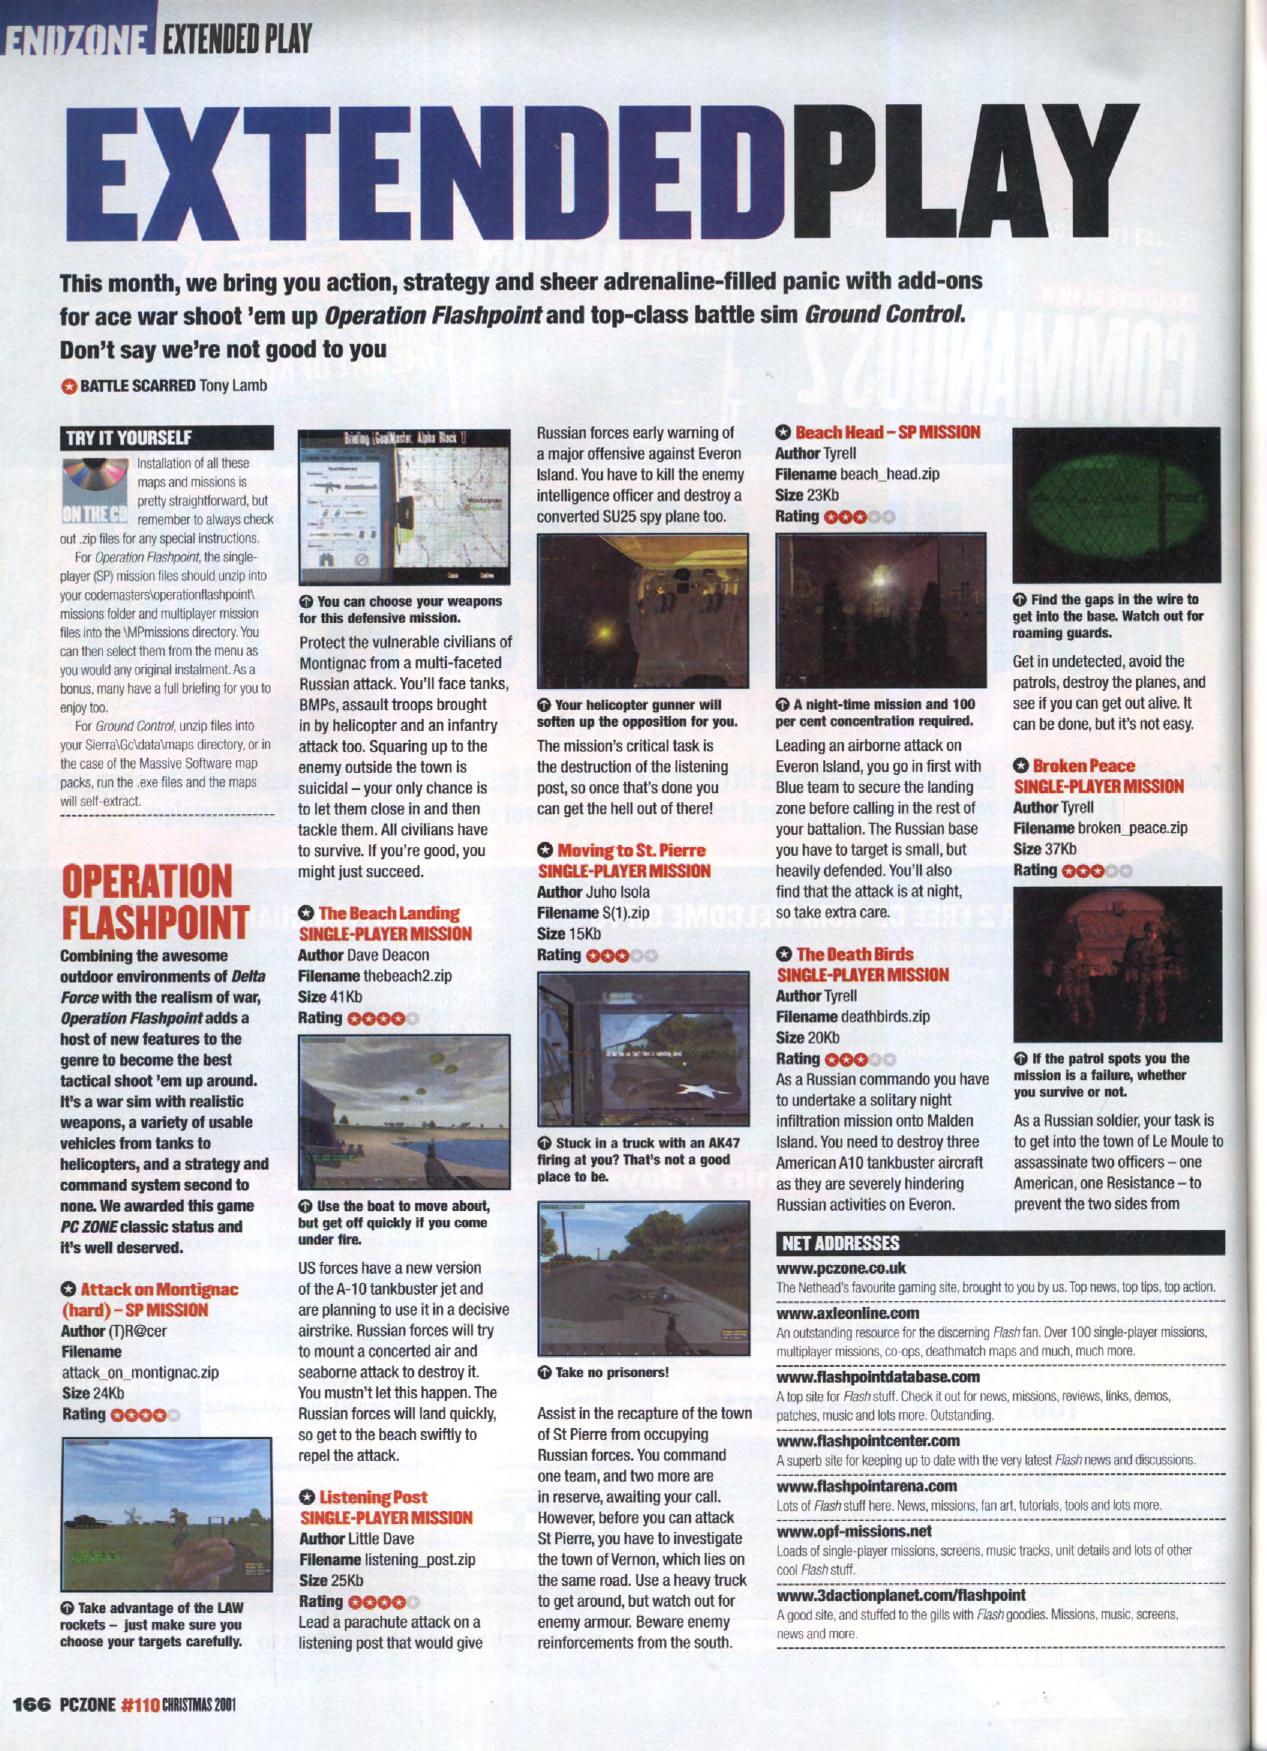 ENDZONE EXTENDED PLAY
EXTENDEDPLAY
This month, we bring you action, strategy and sheer adrenaline-filled panic with add-ons
for ace war shoot 'em up Operation Flashpoint and top-class battle sim Ground Control.
Don't say we're not good to you
BATTLE SCARRED Tony Lamb
TRY IT YOURSELF
ON THE CD
Installation of all these
maps and missions is
pretty straightforward, but
remember to always check
out .zip files for any special instructions.
For Operation Flashpoint, the single-
player (SP) mission files should unzip into
your codemasters\operationflashpoint\
missions folder and multiplayer mission
files into the \MPmissions directory. You
can then select them from the menu as
you would any original instalment. As a
bonus, many have a full briefing for you to
enjoy too.
For Ground Control, unzip files into
your Sierra\Gc\data\maps directory, or in
the case of the Massive Software map
packs, run the .exe files and the maps
will self-extract.
OPERATION
FLASHPOINT
Combining the awesome
outdoor environments of Delta
Force with the realism of war,
Operation Flashpoint adds a
host of new features to the
genre to become the best
tactical shoot 'em up around.
It's a war sim with realistic
weapons, a variety of usable
vehicles from tanks to
helicopters, and a strategy and
command system second to
none. We awarded this game
PC ZONE classic status and
it's well deserved.
Attack on Montignac
(hard) – SP MISSION
Author (T)R@cer
Filename
attack_on_montignac.zip
Size 24Kb
Rating
Take advantage of the LAW
rockets – just make sure you
choose your targets carefully.
Briefing (GoatMaster, Alpha Black 1)
Montignac
You can choose your weapons
for this defensive mission.
Protect the vulnerable civilians of
Montignac from a multi-faceted
Russian attack. You'll face tanks,
BMPs, assault troops brought
in by helicopter and an infantry
attack too. Squaring up to the
enemy outside the town is
suicidal – your only chance is
to let them close in and then
tackle them. All civilians have
to survive. If you're good, you
might just succeed.
The Beach Landing
SINGLE-PLAYER MISSION
Author Dave Deacon
Filename thebeach2.zip
Size 41Kb
Rating
Use the boat to move about,
but get off quickly if you come
under fire.
US forces have a new version
of the A-10 tankbuster jet and
are planning to use it in a decisive
airstrike. Russian forces will try
to mount a concerted air and
seaborne attack to destroy it.
You mustn't let this happen. The
Russian forces will land quickly,
so get to the beach swiftly to
repel the attack.
Listening Post
SINGLE-PLAYER MISSION
Author Little Dave
Filename listening_post.zip
Size 25Kb
Rating
Lead a parachute attack on a
listening post that would give
Russian forces early warning of
a major offensive against Everon
Island. You have to kill the enemy
intelligence officer and destroy a
converted SU25 spy plane too.
Your helicopter gunner will
soften up the opposition for you.
The mission's critical task is
the destruction of the listening
post, so once that's done you
can get the hell out of there!
Moving to St. Pierre
SINGLE-PLAYER MISSION
Author Juho Isola
Filename S(1).zip
Size 15Kb
Rating
Stuck in a truck with an AK47
firing at you? That's not a good
place to be.
Take no prisoners!
Assist in the recapture of the town
of St Pierre from occupying
Russian forces. You command
one team, and two more are
in reserve, awaiting your call.
However, before you can attack
St Pierre, you have to investigate
the town of Vernon, which lies on
the same road. Use a heavy truck
to get around, but watch out for
enemy armour. Beware enemy
reinforcements from the south.
Beach Head – SP MISSION
Author Tyrell
Filename beach_head.zip
Size 23Kb
Rating
A night-time mission and 100
per cent concentration required.
Leading an airborne attack on
Everon Island, you go in first with
Blue team to secure the landing
zone before calling in the rest of
your battalion. The Russian base
you have to target is small, but
heavily defended. You'll also
find that the attack is at night,
so take extra care.
The Death Birds
SINGLE-PLAYER MISSION
Author Tyrell
Filename deathbirds.zip
Size 20Kb
Rating
As a Russian commando you have
to undertake a solitary night
infiltration mission onto Malden
Island. You need to destroy three
American A10 tankbuster aircraft
as they are severely hindering
Russian activities on Everon.
Find the gaps in the wire to
get into the base. Watch out for
roaming guards.
Get in undetected, avoid the
patrols, destroy the planes, and
see if you can get out alive. It
can be done, but it's not easy.
Broken Peace
SINGLE-PLAYER MISSION
Author Tyrell
Filename broken_peace.zip
Size 37Kb
Rating
If the patrol spots you the
mission is a failure, whether
you survive or not.
As a Russian soldier, your task is
to get into the town of Le Moule to
assassinate two officers – one
American, one Resistance – to
prevent the two sides from
NET ADDRESSES
www.pczone.co.uk
The Nethead's favourite gaming site, brought to you by us. Top news, top tips, top action.
www.axleonline.com
An outstanding resource for the discerning Flash fan. Over 100 single-player missions,
multiplayer missions, co-ops, deathmatch maps and much, much more.
www.flashpointdatabase.com
A top site for Flash stuff. Check it out for news, missions, reviews, links, demos,
patches, music and lots more. Outstanding.
www.flashpointcenter.com
A superb site for keeping up to date with the very latest Flash news and discussions.
www.flashpointarena.com
Lots of Flash stuff here. News, missions, fan art, tutorials, tools and lots more.
www.opf-missions.net
Loads of single-player missions, screens, music tracks, unit details and lots of other
cool Flash stuff.
www.3dactionplanet.com/flashpoint
A good site, and stuffed to the gills with Flash goodies. Missions, music, screens,
news and more.
166 PCZONE #110 CHRISTMAS 2001